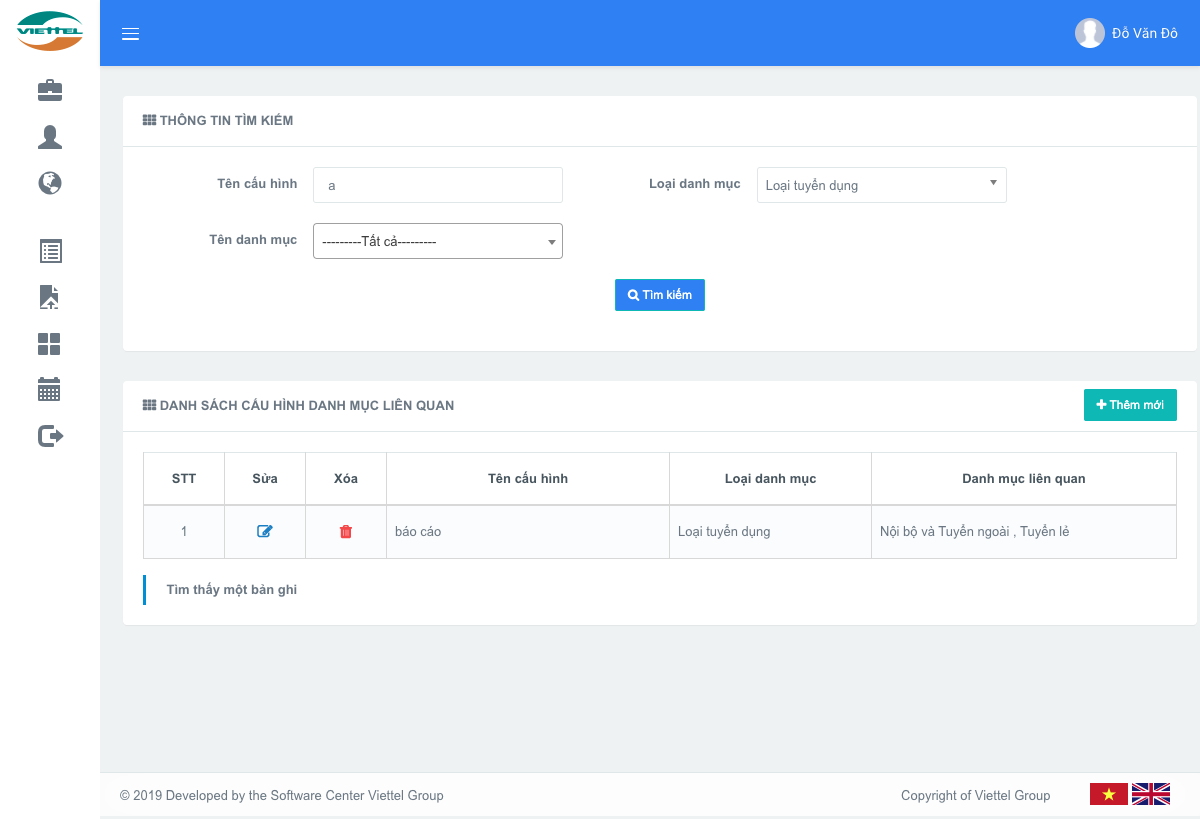 VIETTEL
Đỗ Văn Đô
THÔNG TIN TÌM KIẾM
Tên cấu hình
a
Loại danh mục
Loại tuyển dụng
Tên danh mục
---------Tất cả---------
Tìm kiếm
DANH SÁCH CẤU HÌNH DANH MỤC LIÊN QUAN
Thêm mới
STT Sửa Xóa Tên cấu hình Loại danh mục Danh mục liên quan
1 báo cáo Loại tuyển dụng Nội bộ và Tuyển ngoài , Tuyển lẻ
Tìm thấy một bản ghi
© 2019 Developed by the Software Center Viettel Group
Copyright of Viettel Group